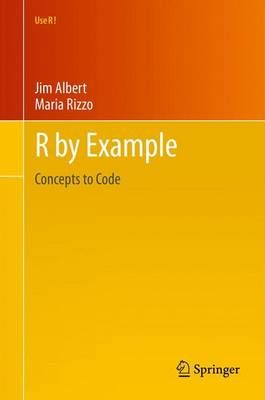 Use R!
Jim Albert
Maria Rizzo
R by Example
Concepts to Code
Springer